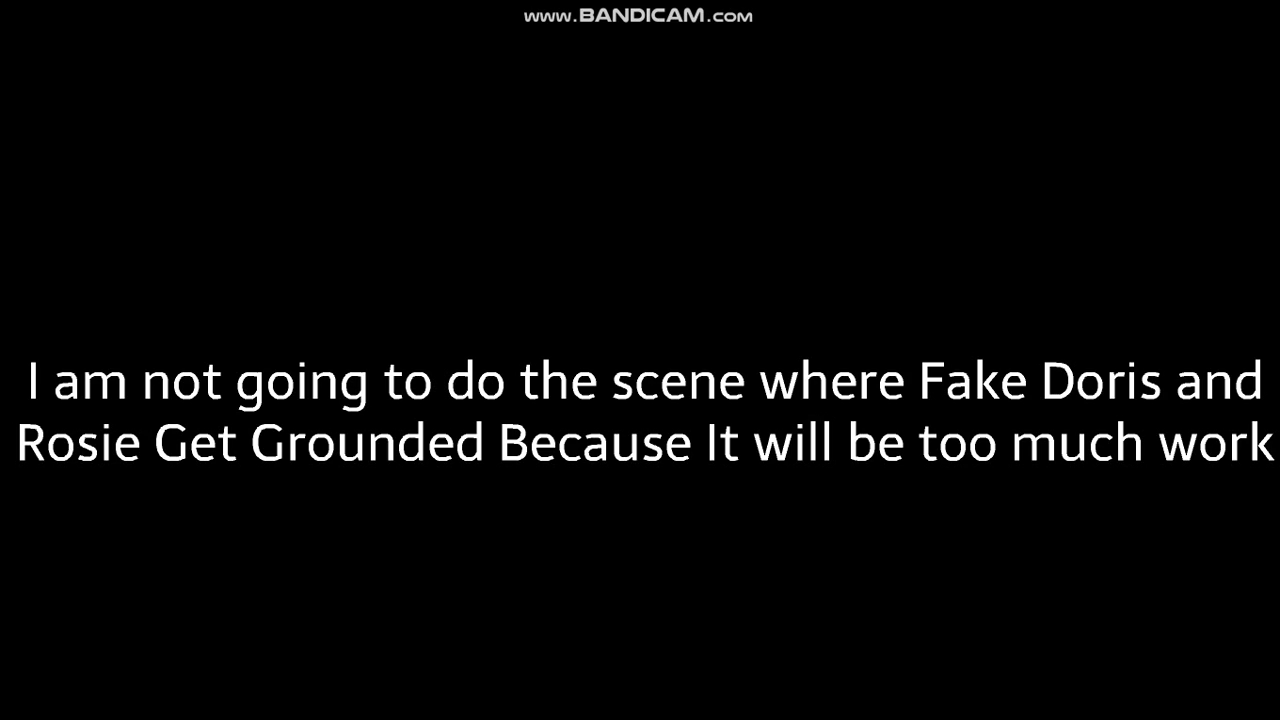 www.BANDICAM.com
I am not going to do the scene where Fake Doris and
Rosie Get Grounded Because It will be too much work